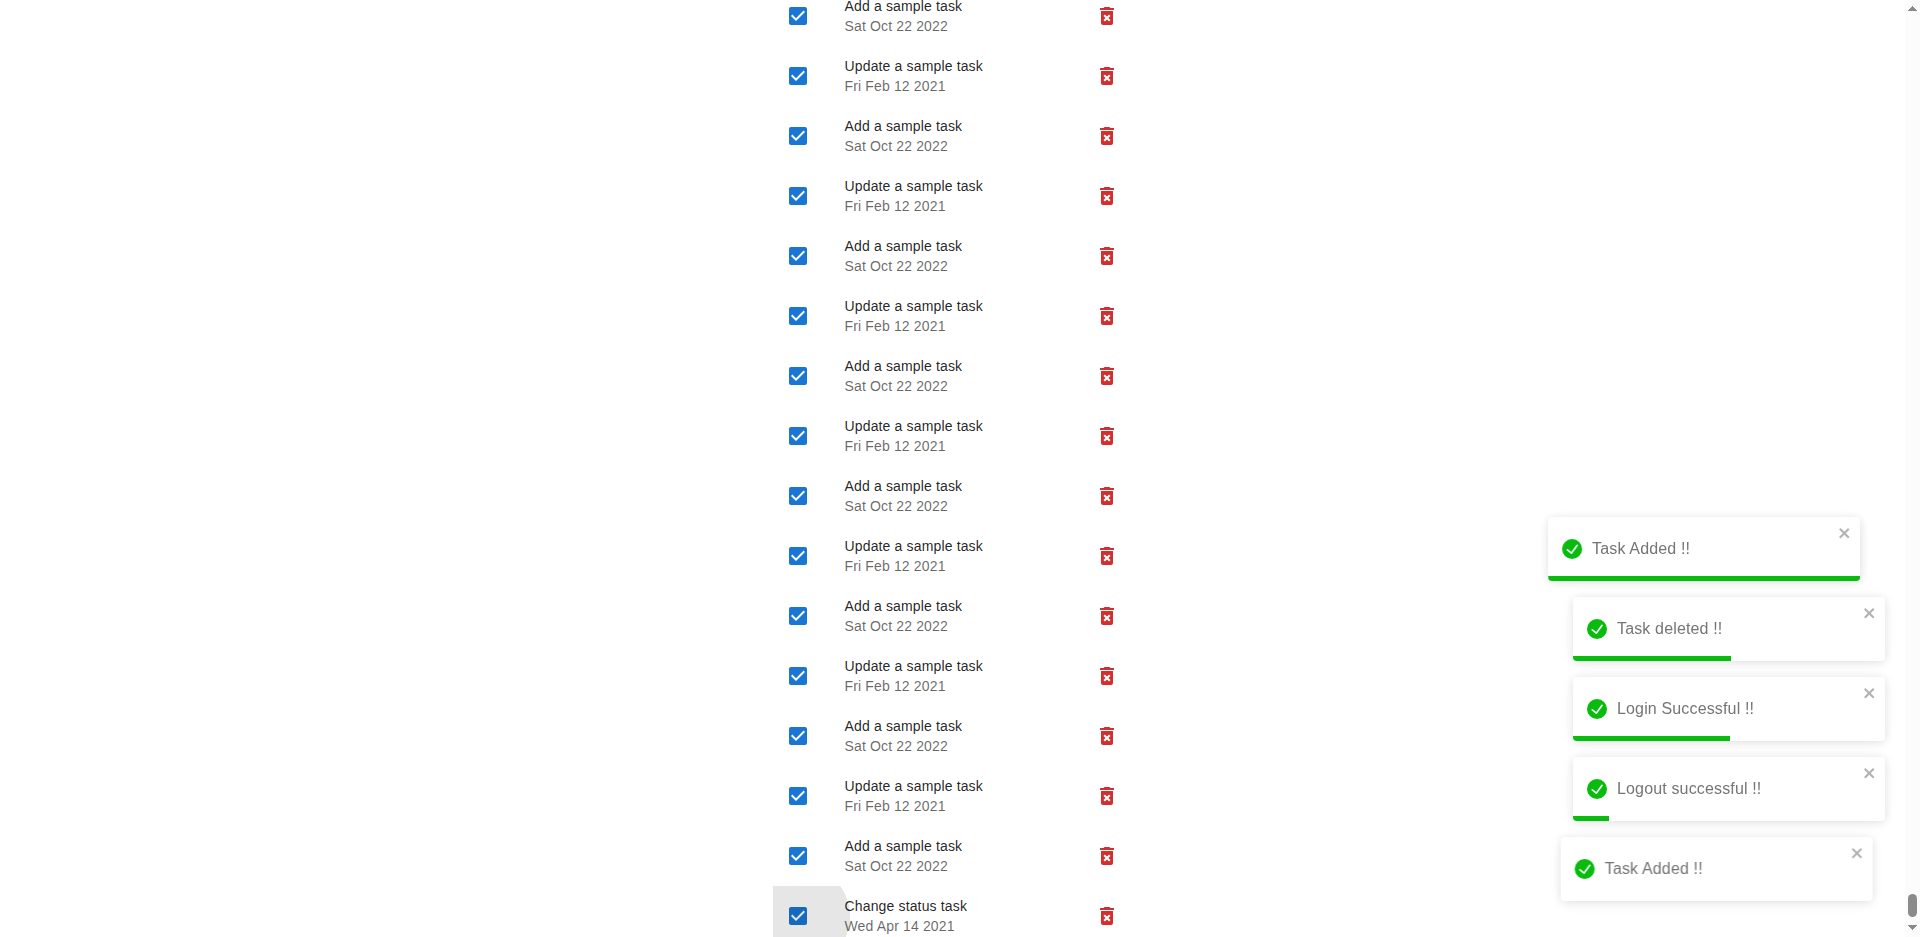 Add a sample task
Sat Oct 22 2022
Update a sample task
Fri Feb 12 2021
Add a sample task
Sat Oct 22 2022
Update a sample task
Fri Feb 12 2021
Add a sample task
Sat Oct 22 2022
Update a sample task
Fri Feb 12 2021
Add a sample task
Sat Oct 22 2022
Update a sample task
Fri Feb 12 2021
Add a sample task
Sat Oct 22 2022
Update a sample task
Fri Feb 12 2021
Add a sample task
Sat Oct 22 2022
Update a sample task
Fri Feb 12 2021
Add a sample task
Sat Oct 22 2022
Update a sample task
Fri Feb 12 2021
Add a sample task
Sat Oct 22 2022
Change status task
Wed Apr 14 2021
Task Added !!
Task deleted !!
Login Successful !!
Logout successful !!
Task Added !!